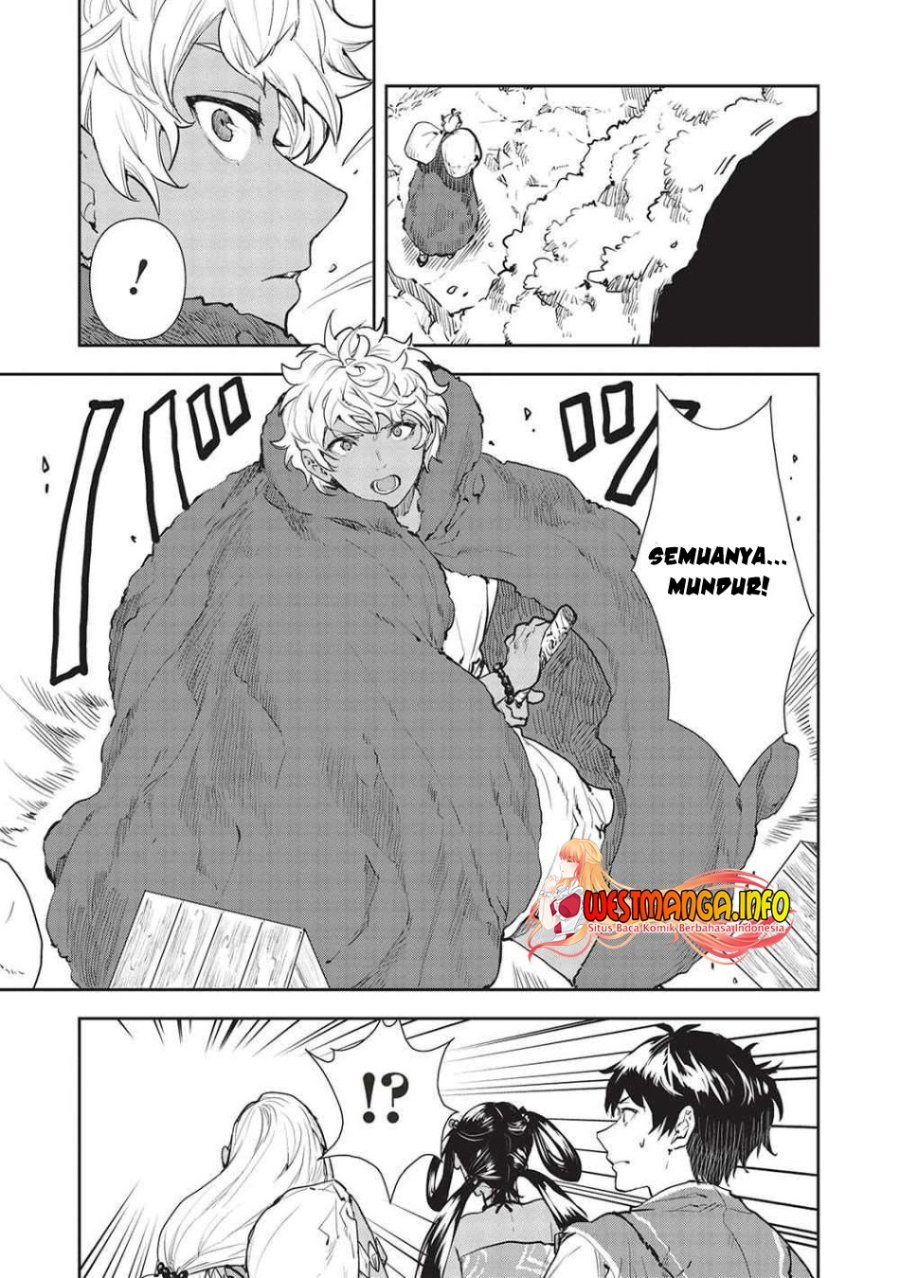 !
SEMUANYA...
MUNDUR!
WESTMANGA.INFO
Situs Baca Komik Berbahasa Indonesia
!?